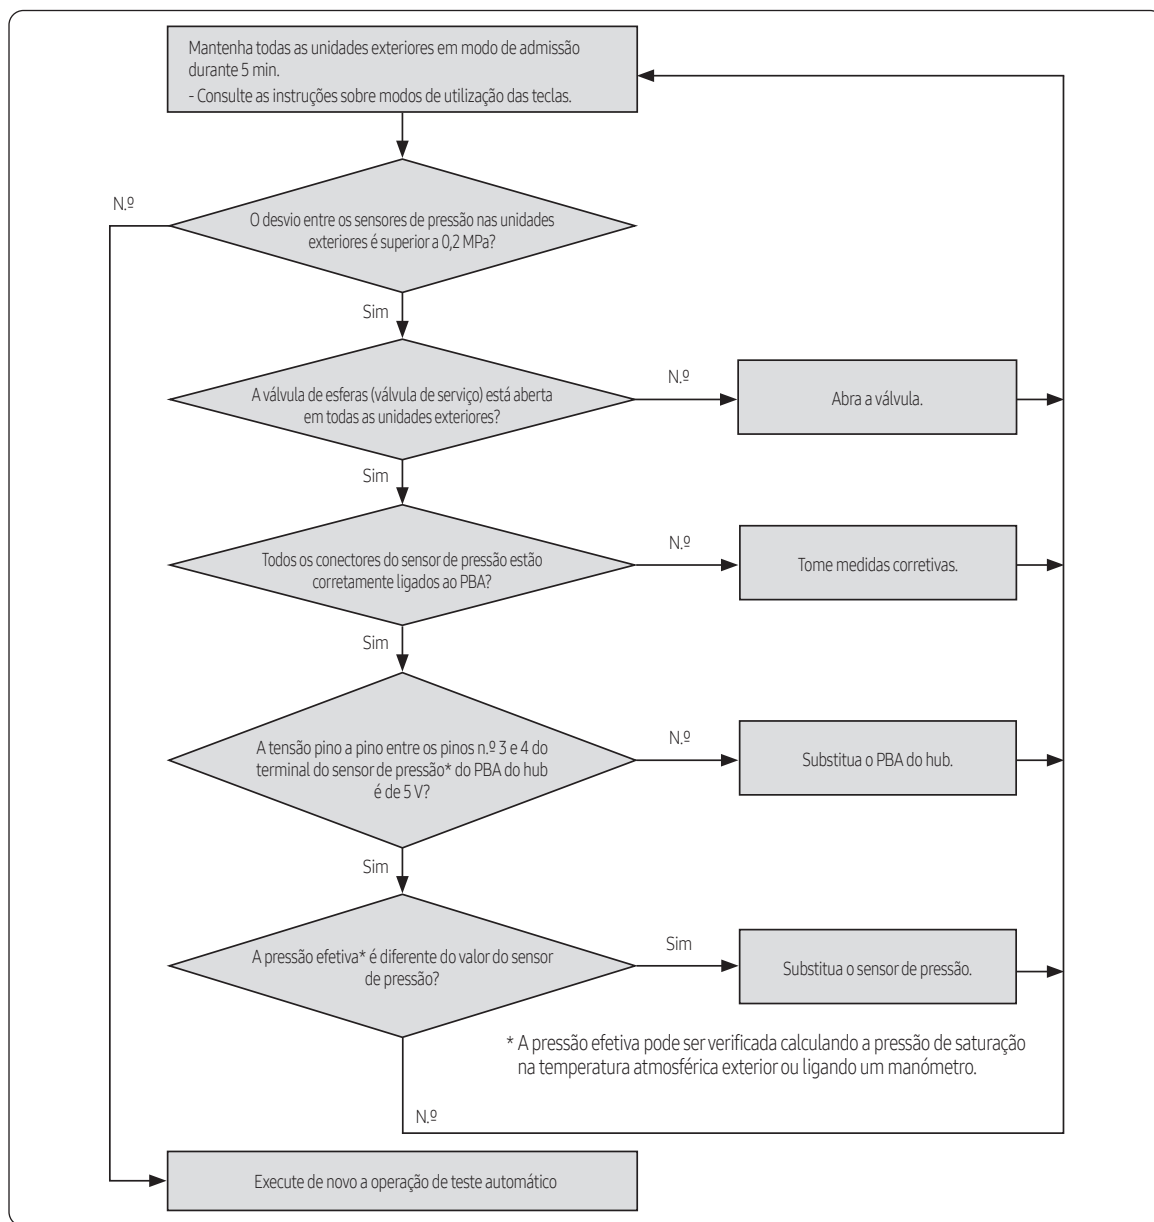 Mantenha todas as unidades exteriores em modo de admissão
durante 5 min.
- Consulte as instruções sobre modos de utilização das teclas.
N.º
O desvio entre os sensores de pressão nas unidades
exteriores é superior a 0,2 MPa?
Sim
A válvula de esferas (válvula de serviço) está aberta
em todas as unidades exteriores?
N.º
Abra a válvula.
Sim
Todos os conectores do sensor de pressão estão
corretamente ligados ao PBA?
N.º
Tome medidas corretivas.
Sim
A tensão pino a pino entre os pinos n.º 3 e 4 do
terminal do sensor de pressão* do PBA do hub
é de 5 V?
N.º
Substitua o PBA do hub.
Sim
A pressão efetiva* é diferente do valor do sensor
de pressão?
Sim
Substitua o sensor de pressão.
* A pressão efetiva pode ser verificada calculando a pressão de saturação
na temperatura atmosférica exterior ou ligando um manómetro.
N.º
Execute de novo a operação de teste automático